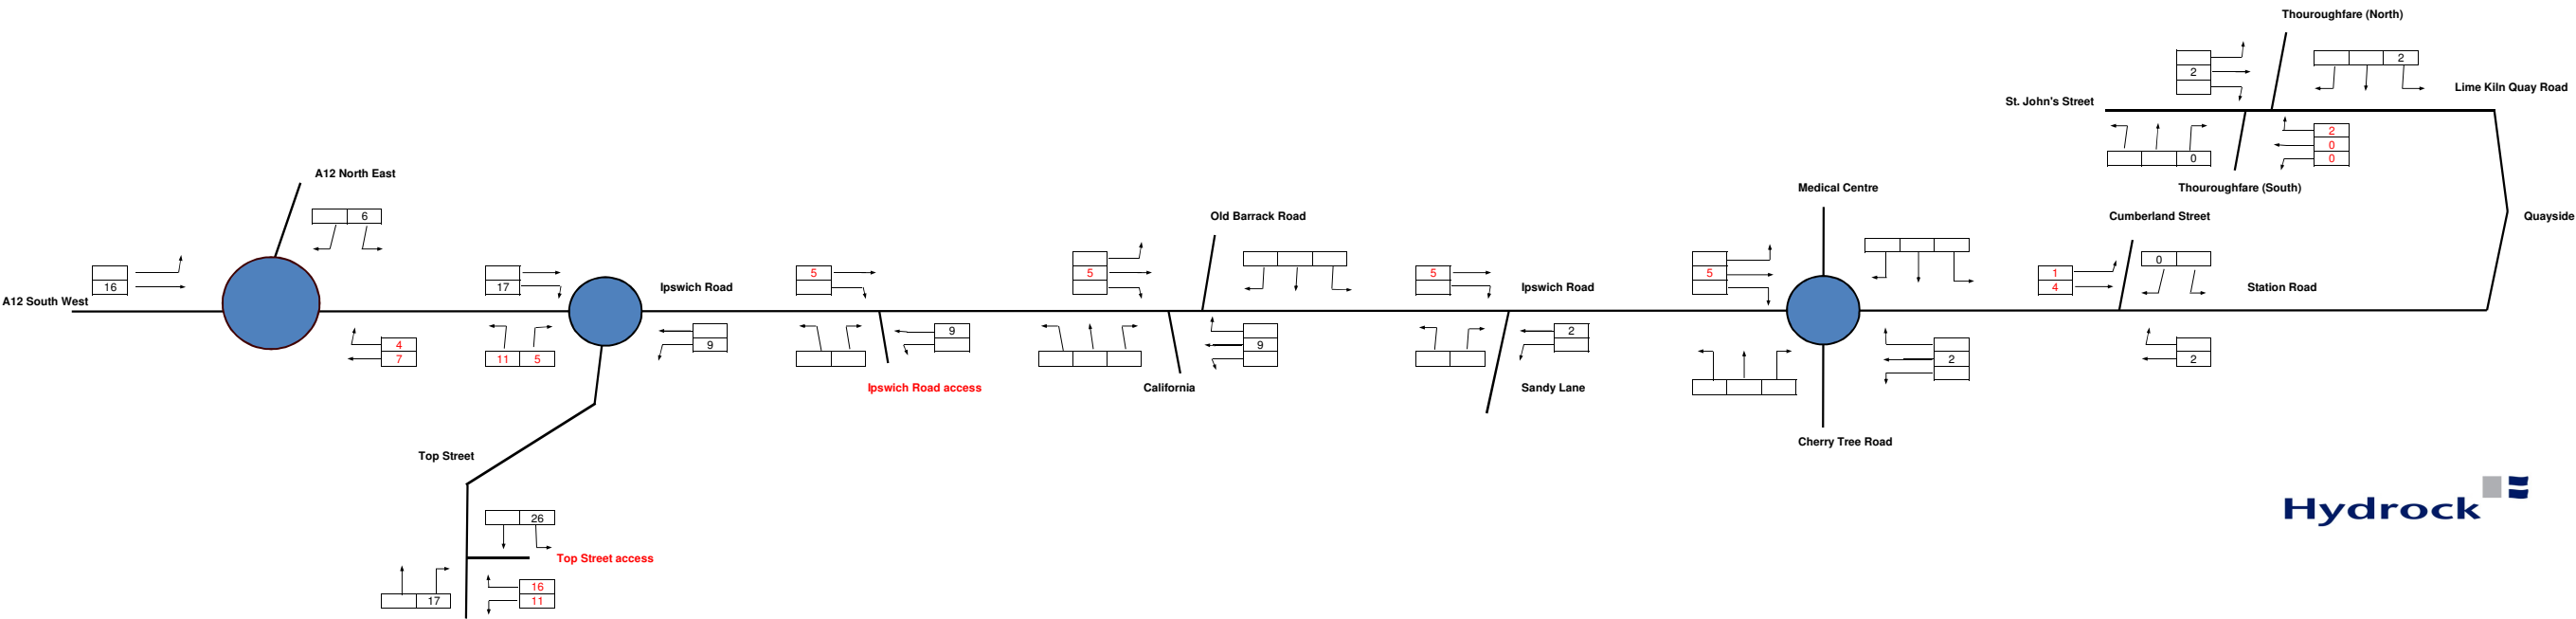 Thouroughfare (North)
2
2
Lime Kiln Quay Road
St. John's Street
2
0
0
0
Thouroughfare (South)
A12 North East
6
Medical Centre
Old Barrack Road
Cumberland Street
Quayside
16
A12 South West
17
Ipswich Road
5
5
5
Ipswich Road
5
1
4
0
Station Road
4
7
11 5
9
9
9
2
2
2
Ipswich Road access
California
Sandy Lane
Cherry Tree Road
Top Street
26
Top Street access
17
16
11
Hydrock